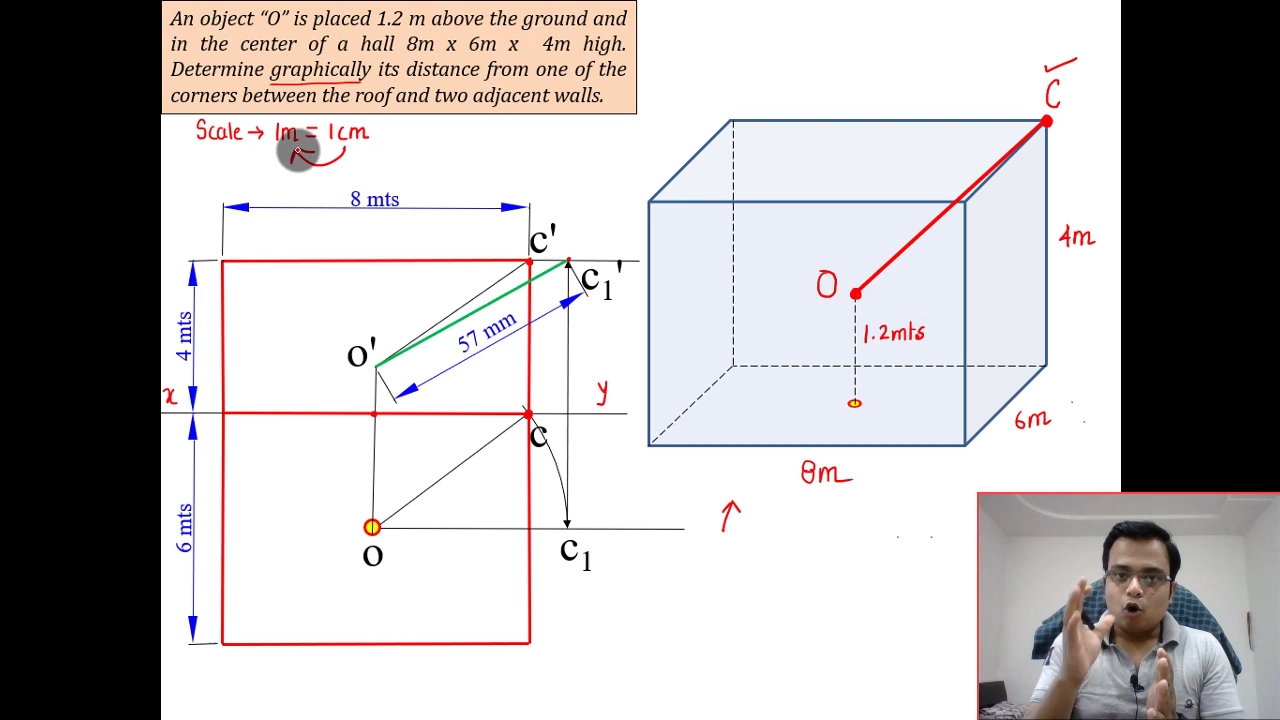 An object “O” is placed 1.2 m above the ground and
in the center of a hall 8m x 6m x 4m high.
Determine graphically its distance from one of the
corners between the roof and two adjacent walls.
Scale → 1m = 1cm
8 mts
c'
c₁'
4 mts
57 mm
o'
x
y
c
6 mts
o
c₁
C
4m
O
1.2mts
6m
8m